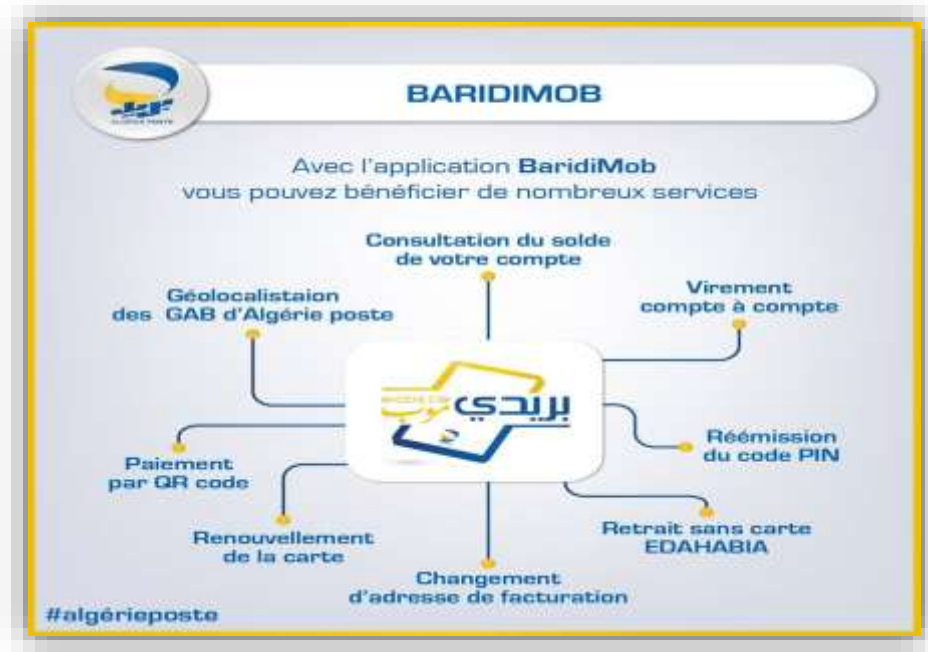 BARIDIMOB
Avec l'application BaridiMob
vous pouvez bénéficier de nombreux services
Consultation du solde
de votre compte
Virement
compte à compte
Géolocalistaion
des GAB d'Algérie poste
بريدي
موب
Réémission
du code PIN
Paiement
par QR code
Retrait sans carte
EDAHABIA
Renouvellement
de la carte
Changement
d'adresse de facturation
#algérieposte